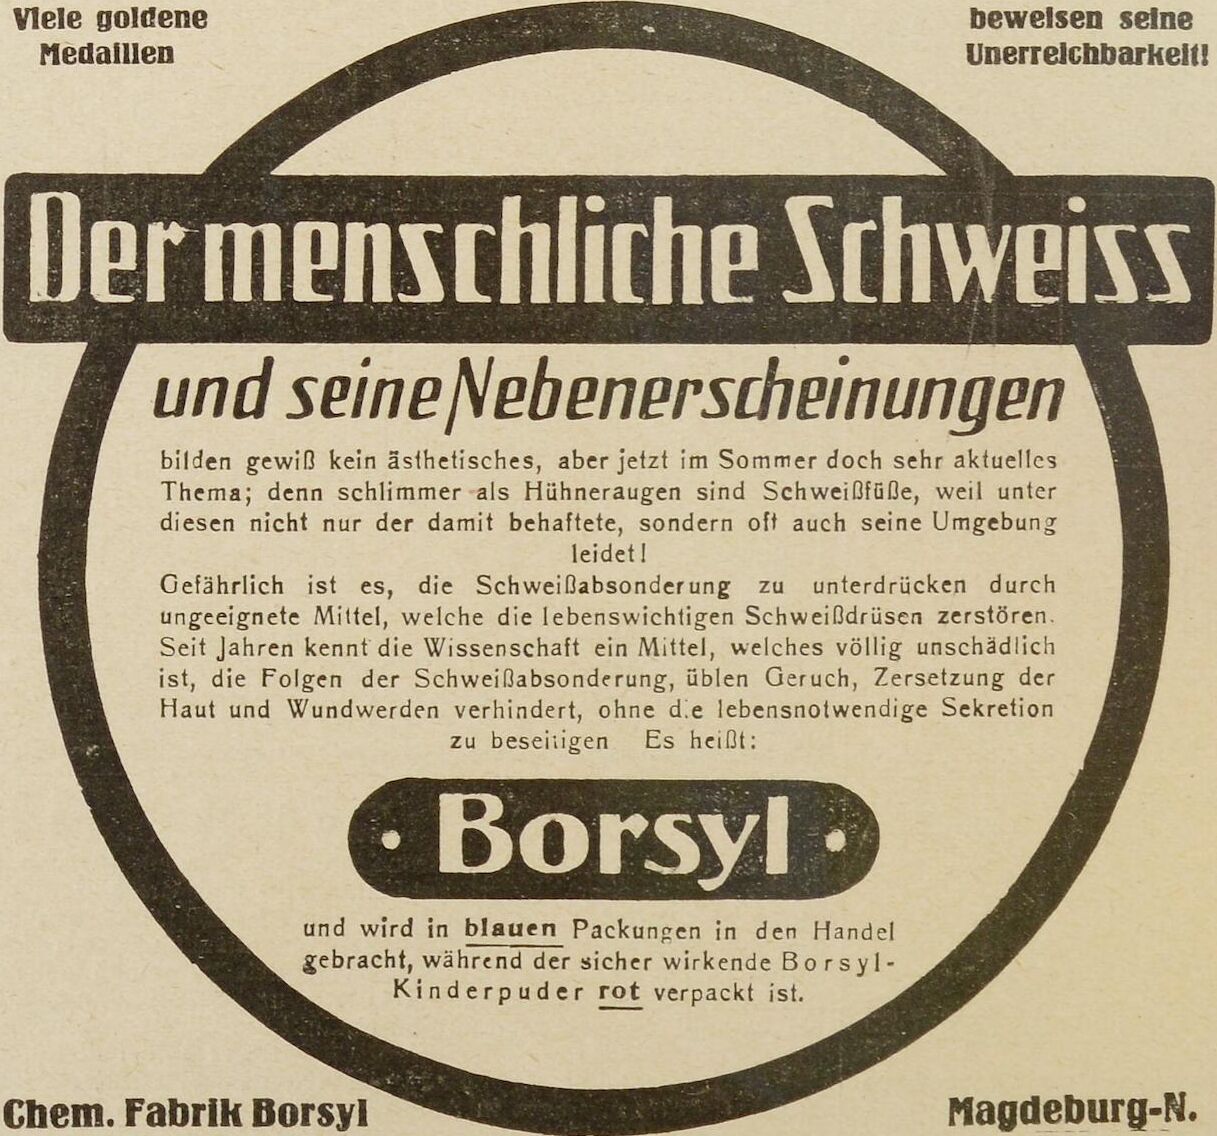 Viele goldene
Medaillen
beweisen seine
Unerreichbarkeit!
Der menschliche Schweiss
und seine Nebenerscheinungen
bilden gewiß kein ästhetisches, aber jetzt im Sommer doch sehr aktuelles
Thema; denn schlimmer als Hühneraugen sind Schweißfüße, weil unter
diesen nicht nur der damit behaftete, sondern oft auch seine Umgebung
leidet!
Gefährlich ist es, die Schweißabsonderung zu unterdrücken durch
ungeeignete Mittel, welche die lebenswichtigen Schweißdrüsen zerstören.
Seit Jahren kennt die Wissenschaft ein Mittel, welches völlig unschädlich
ist, die Folgen der Schweißabsonderung, üblen Geruch, Zersetzung der
Haut und Wundwerden verhindert, ohne die lebensnotwendige Sekretion
zu beseitigen Es heißt:
· Borsyl ·
und wird in blauen Packungen in den Handel
gebracht, während der sicher wirkende Borsyl-
Kinderpuder rot verpackt ist.
Chem. Fabrik Borsyl
Magdeburg-N.